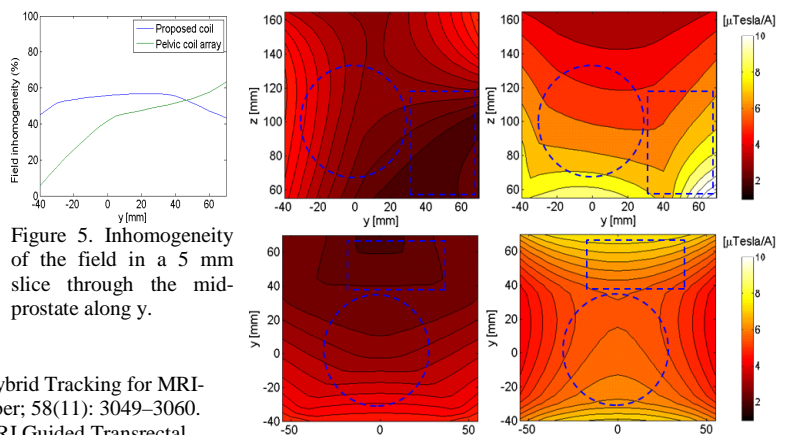 100
80
60
40
20
0
Field inhomogeneity (%)
Proposed coil
Pelvic coil array
-40 -20 0 20 40 60
y [mm]
Figure 5. Inhomogeneity
of the field in a 5 mm
slice through the mid-
prostate along y.
ybrid Tracking for MRI-
ber; 58(11): 3049–3060.
RI Guided Transrectal
160
140
120
100
80
60
z [mm]
-40 -20 0 20 40 60
y [mm]
160
140
120
100
80
60
z [mm]
-40 -20 0 20 40 60
y [mm]
[µTesla/A]
10
8
6
4
2
60
40
20
0
-20
-40
y [mm]
-50 0 50
60
40
20
0
-20
-40
y [mm]
-50 0 50
[µTesla/A]
10
8
6
4
2